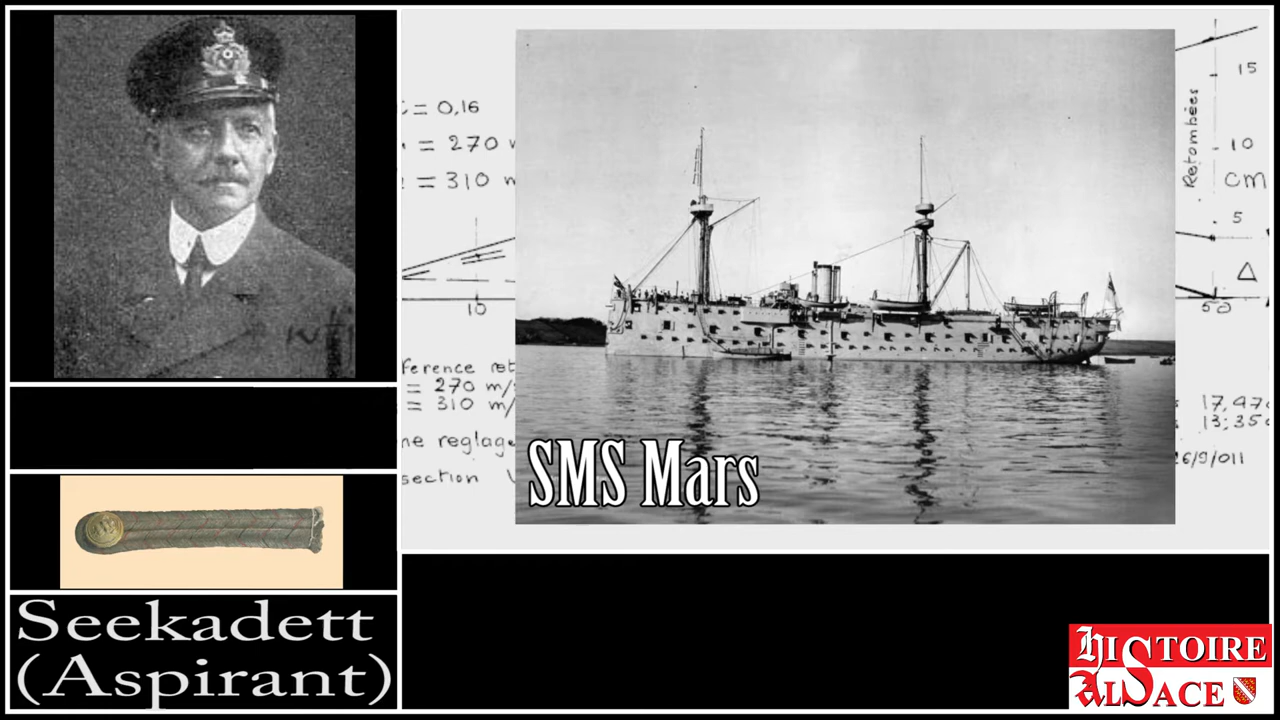 = 0,16
= 270
= 310
10
ference
= 270 m/
= 310 m/
ne reglage
section
SMS Mars
Retombées
15
10
cm
5
Δ
50
17,47
13,35
26/9/011
Seekadett
(Aspirant)
HISTOIRE
ALSACE